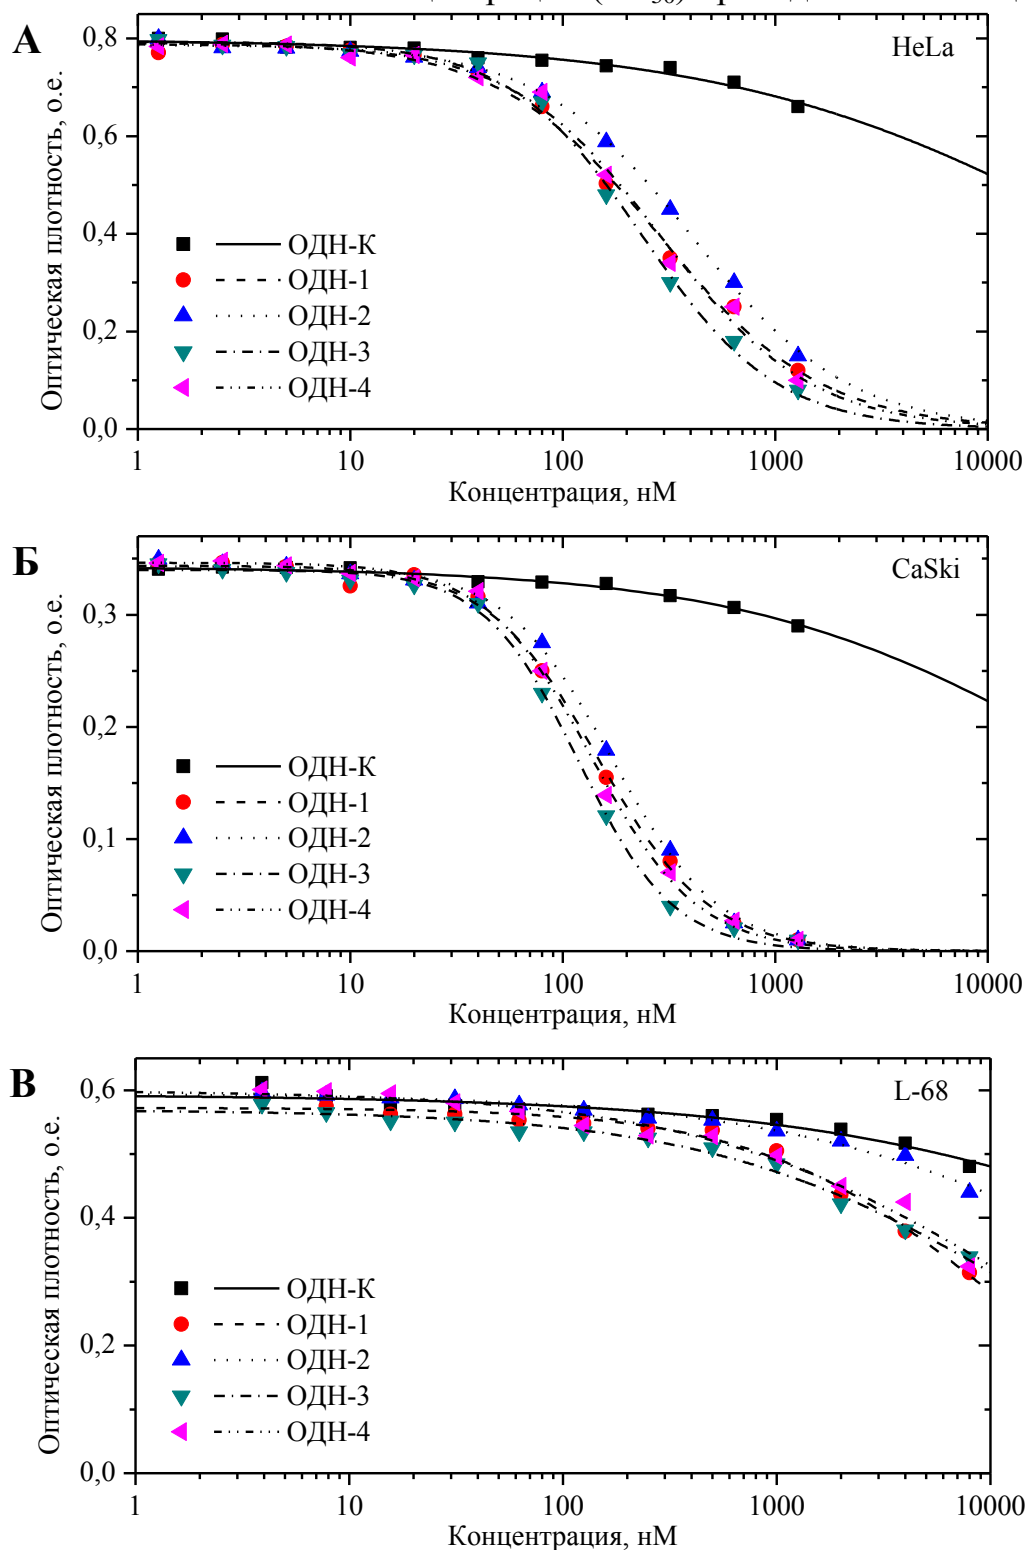 А
HeLa
0,8
0,6
0,4
0,2
0,0
Оптическая плотность, о.е.
ОДН-К
ОДН-1
ОДН-2
ОДН-3
ОДН-4
1 10 100 1000 10000
Концентрация, нМ
Б
CaSki
0,3
0,2
0,1
0,0
Оптическая плотность, о.е.
ОДН-К
ОДН-1
ОДН-2
ОДН-3
ОДН-4
1 10 100 1000 10000
Концентрация, нМ
В
L-68
0,6
0,4
0,2
0,0
Оптическая плотность, о.е.
ОДН-К
ОДН-1
ОДН-2
ОДН-3
ОДН-4
1 10 100 1000 10000
Концентрация, нМ